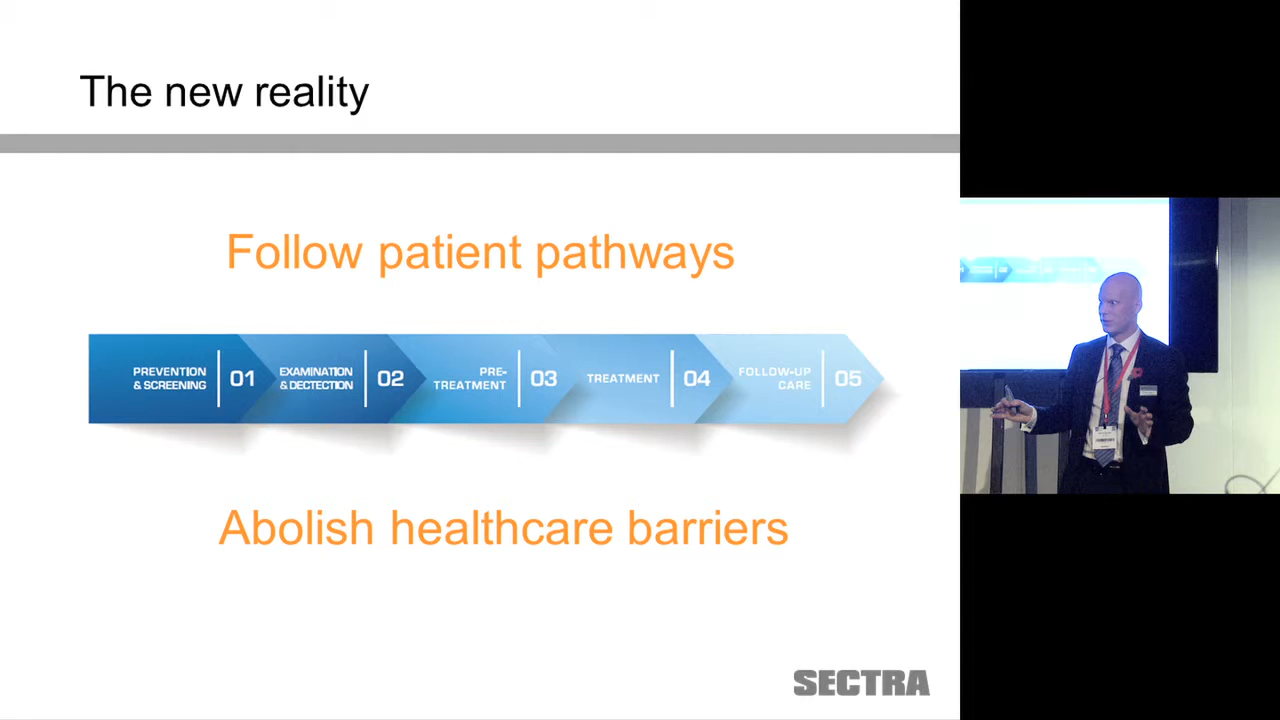 The new reality
Follow patient pathways
PREVENTION
& SCREENING
01
EXAMINATION
& DECTECTION
02
PRE-
TREATMENT
03
TREATMENT
04
FOLLOW-UP
CARE
05
Abolish healthcare barriers
SECTRA